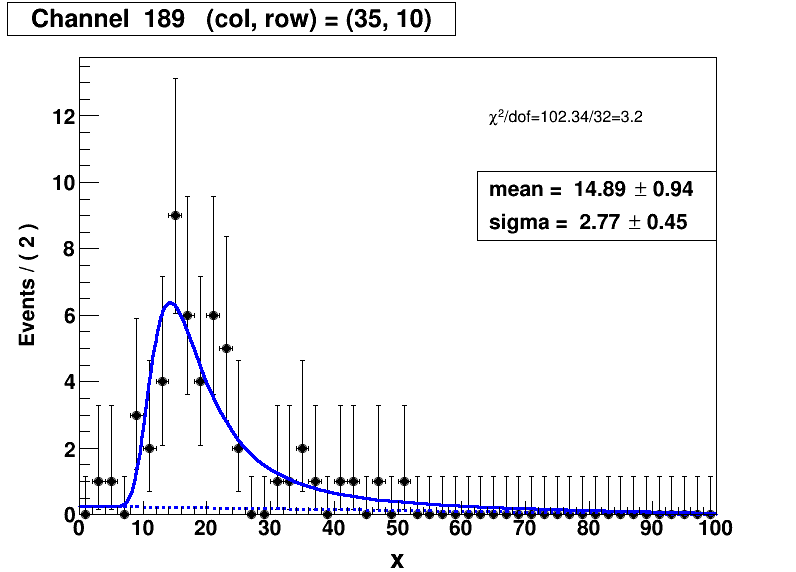 Channel 189 (col, row) = (35, 10)
χ²/dof=102.34/32=3.2
mean = 14.89 ± 0.94
sigma = 2.77 ± 0.45
Events / ( 2 )
12
10
8
6
4
2
0
0 10 20 30 40 50 60 70 80 90 100
x